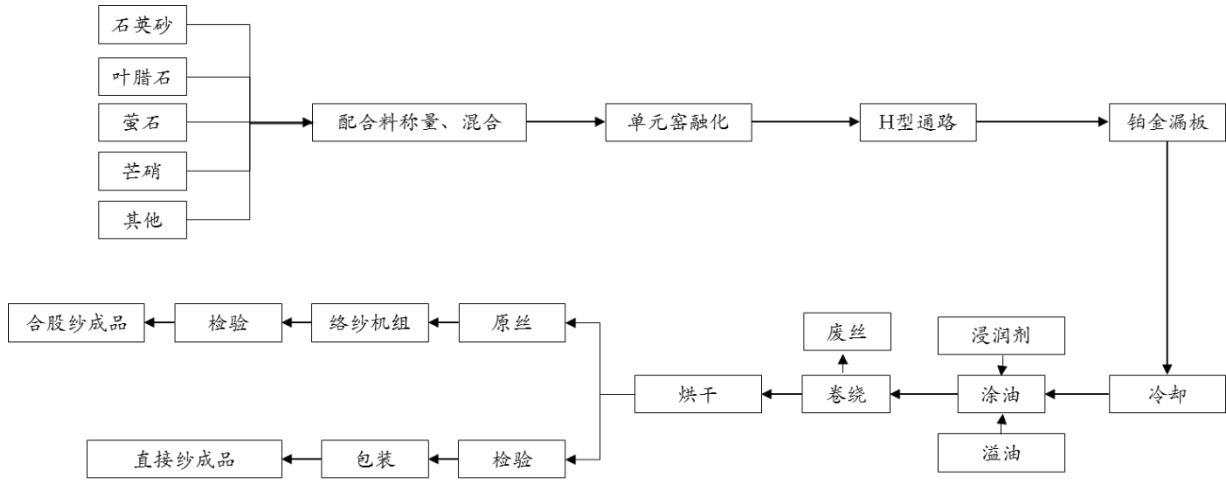 石英砂
叶腊石
萤石
芒硝
其他
配合料称量、混合
单元窑融化
H型通路
铂金漏板
冷却
浸润剂
涂油
溢油
废丝
卷绕
烘干
原丝
络纱机组
检验
合股纱成品
检验
包装
直接纱成品